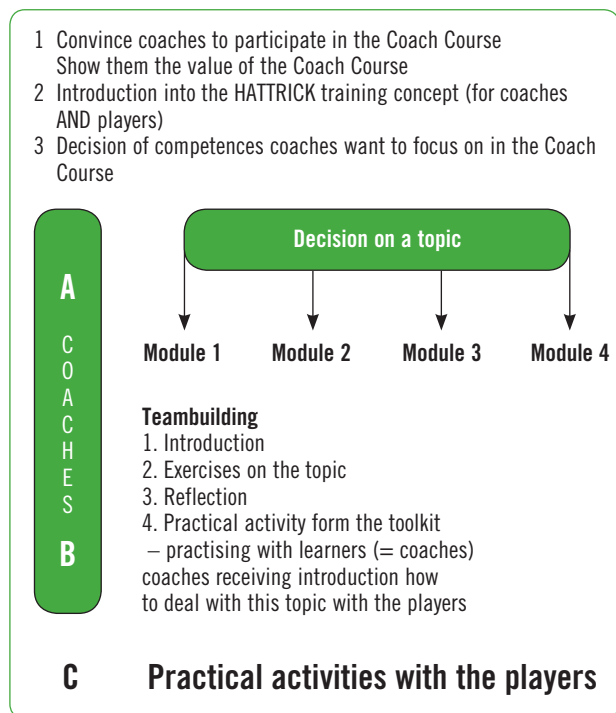 1 Convince coaches to participate in the Coach Course
Show them the value of the Coach Course
2 Introduction into the HATTRICK training concept (for coaches
AND players)
3 Decision of competences coaches want to focus on in the Coach
Course
Decision on a topic
A
COACHES
B
Module 1 Module 2 Module 3 Module 4
Teambuilding
1. Introduction
2. Exercises on the topic
3. Reflection
4. Practical activity form the toolkit
– practising with learners (= coaches)
coaches receiving introduction how
to deal with this topic with the players
C Practical activities with the players